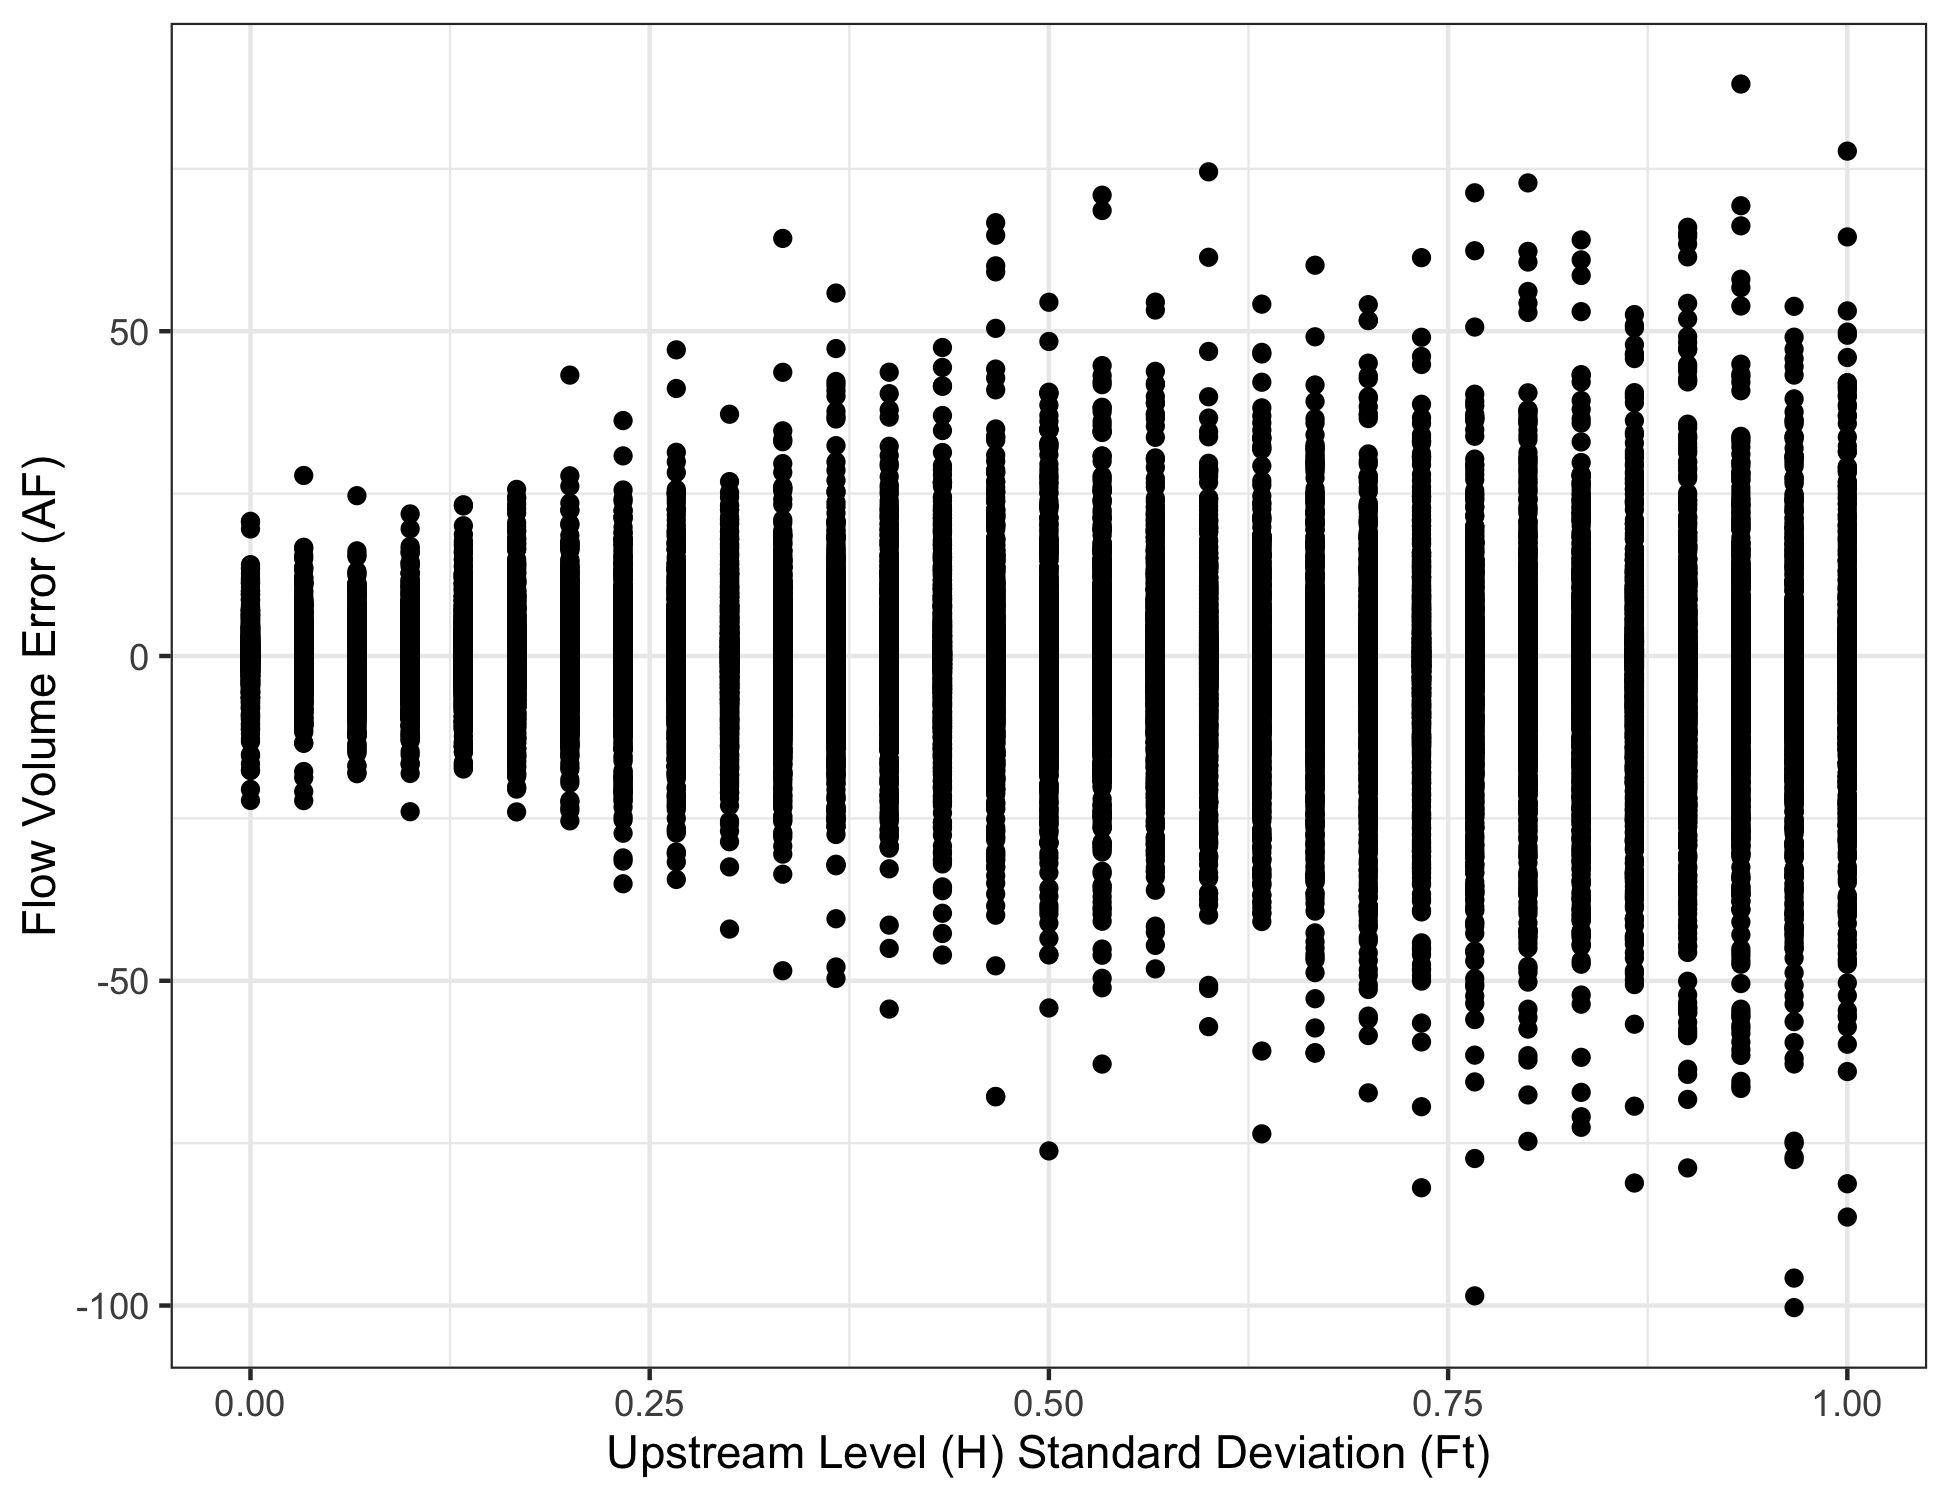 Flow Volume Error (AF)
50
0
-50
-100
0.00 0.25 0.50 0.75 1.00
Upstream Level (H) Standard Deviation (Ft)